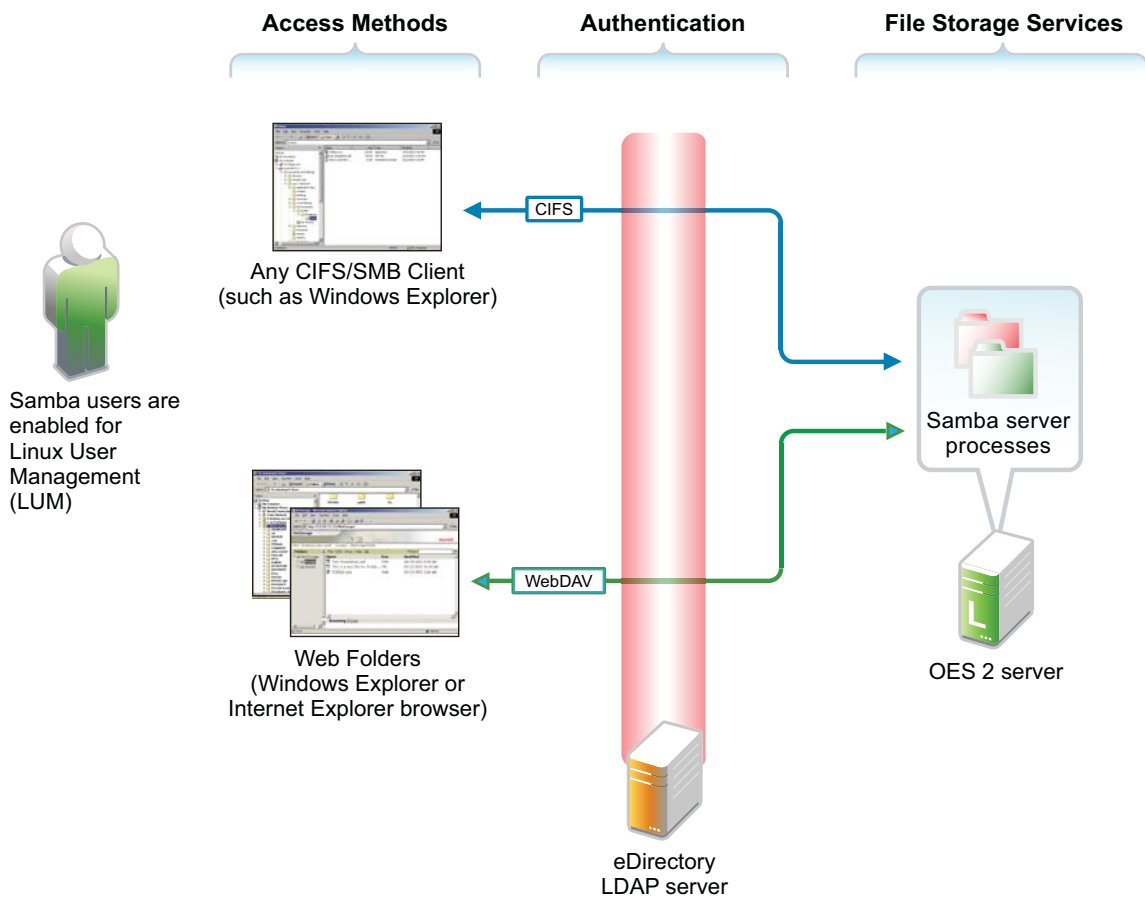 Access Methods
Authentication
File Storage Services
CIFS
Any CIFS/SMB Client
(such as Windows Explorer)
Samba users are
enabled for
Linux User
Management
(LUM)
Samba server
processes
WebDAV
Web Folders
(Windows Explorer or
Internet Explorer browser)
L
OES 2 server
eDirectory
LDAP server